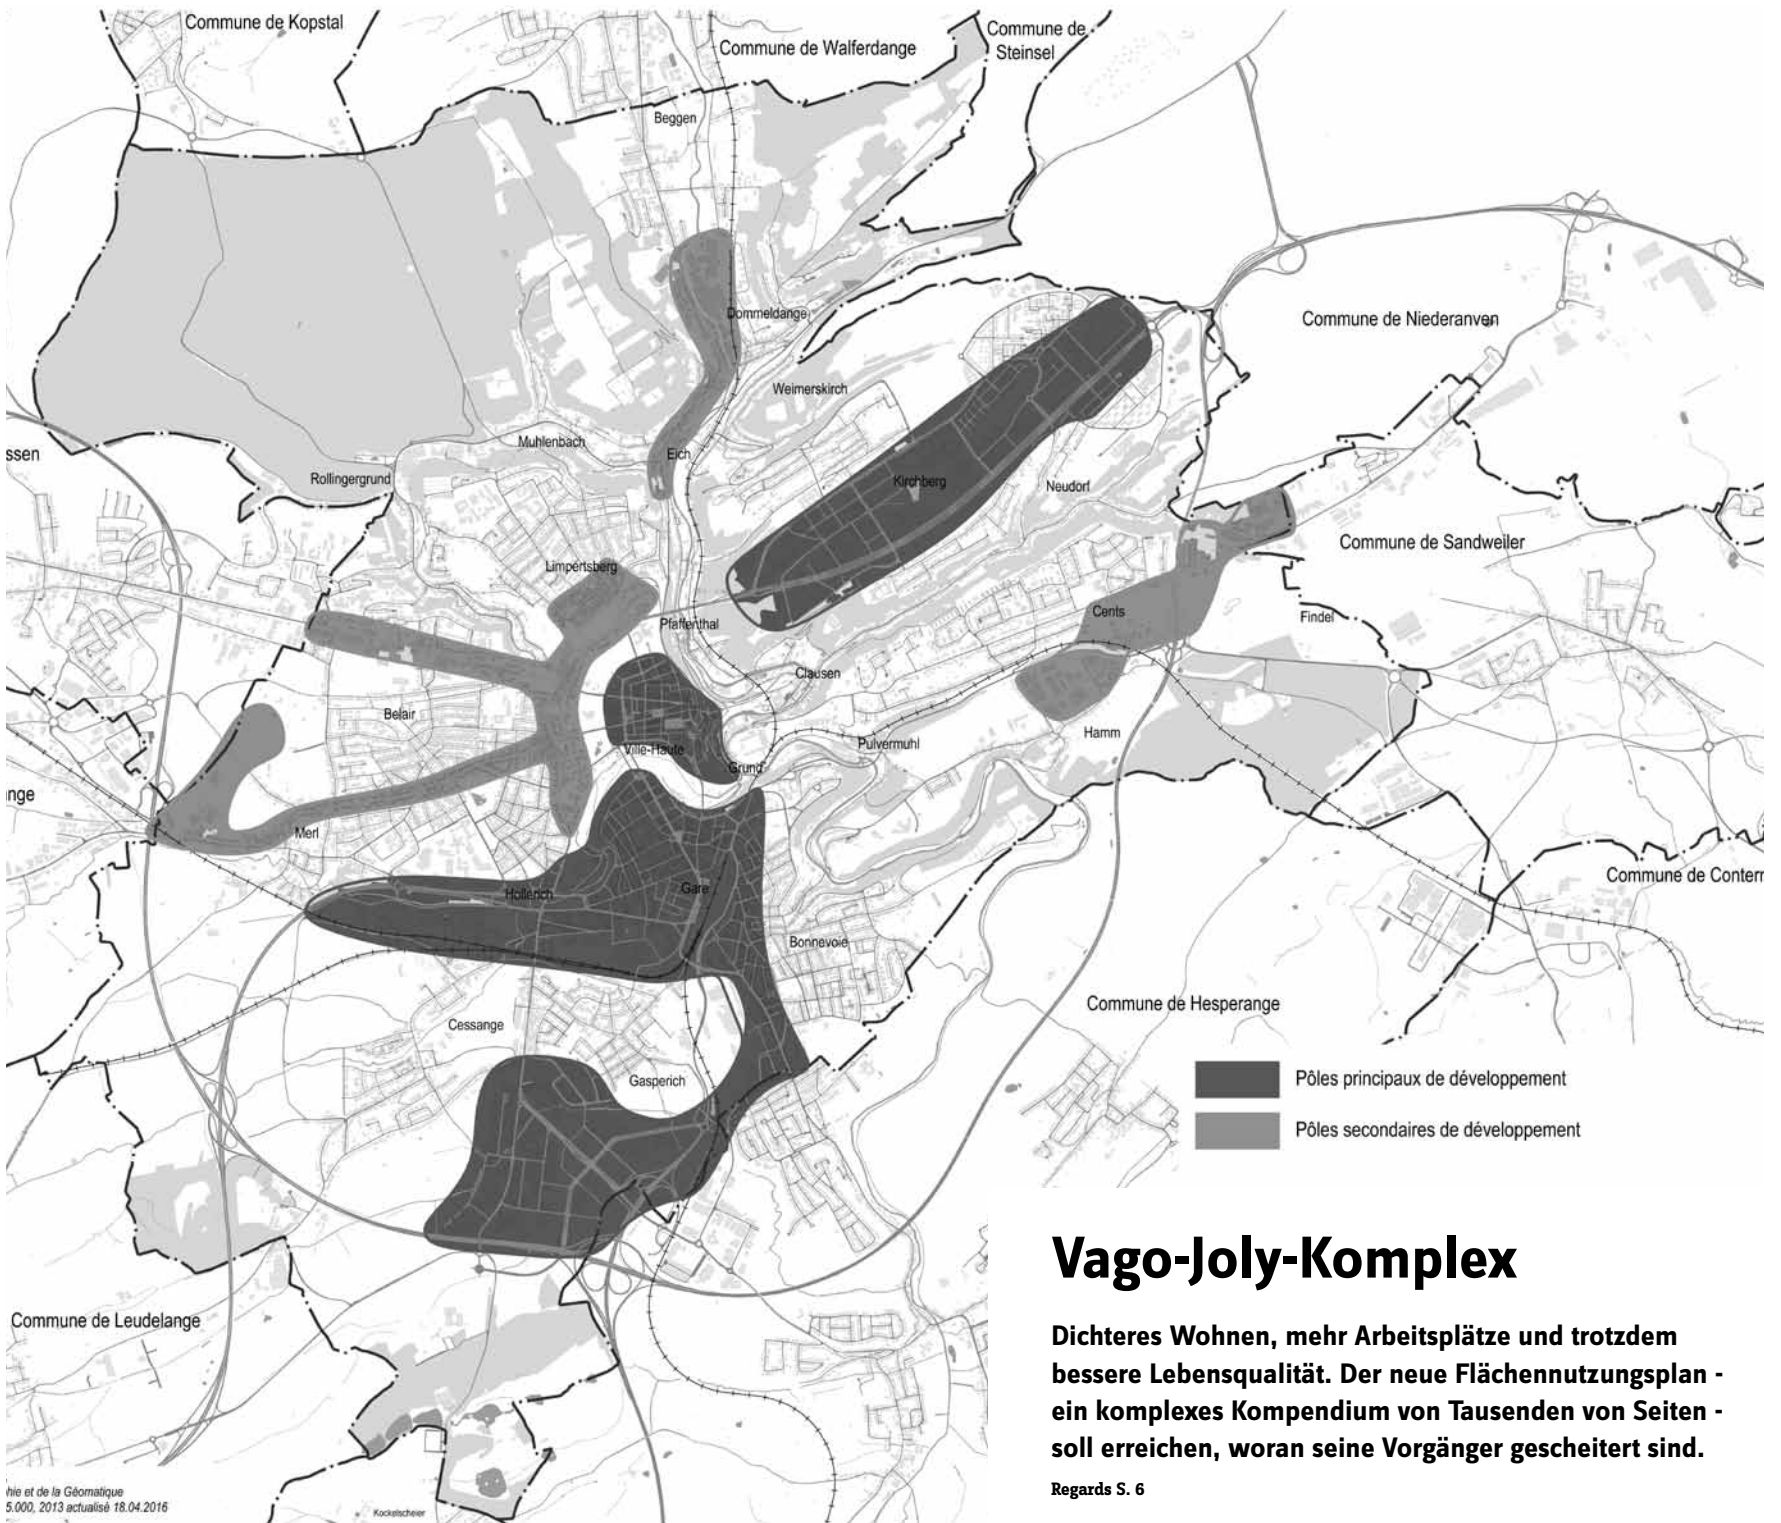 Commune de Kopstal
Commune de Walferdange
Commune de
Steinsel
Beggen
Dommeldange
Commune de Niederanven
Weimerskirch
Muhlenbach
Eich
ssen
Rollingergrund
Kirchberg
Neudorf
Commune de Sandweiler
Limpertsberg
Cents
Findel
Pfaffenthal
Clausen
Belair
Ville-Haute
Pulvermuhl
Hamm
Grund
nge
Merl
Commune de Contern
Hollerich
Gare
Bonnevoie
Commune de Hesperange
Cessange
Gasperich
Pôles principaux de développement
Pôles secondaires de développement
Vago-Joly-Komplex
Commune de Leudelange
Dichteres Wohnen, mehr Arbeitsplätze und trotzdem
bessere Lebensqualität. Der neue Flächennutzungsplan -
ein komplexes Kompendium von Tausenden von Seiten -
soll erreichen, woran seine Vorgänger gescheitert sind.
Regards S. 6
hie et de la Géomatique
5.000, 2013 actualisé 18.04.2016
Kockelscheier